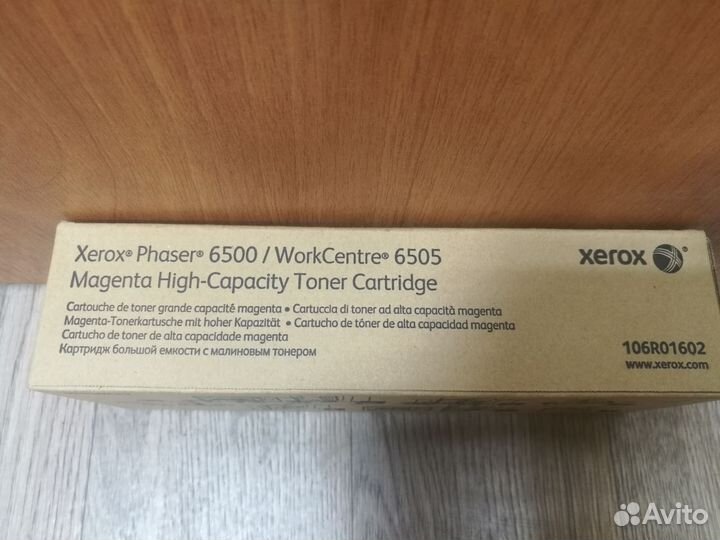 Xerox® Phaser® 6500 / WorkCentre® 6505
Magenta High-Capacity Toner Cartridge
Cartouche de toner grande capacité magenta • Cartuccia di toner ad alta capacità magenta
Magenta-Tonerkartusche mit hoher Kapazität • Cartucho de tóner de alta capacidad magenta
Cartucho de toner de alta capacidade magenta
Картридж большой емкости с малиновым тонером
xerox ®
106R01602
www.xerox.com
Avito